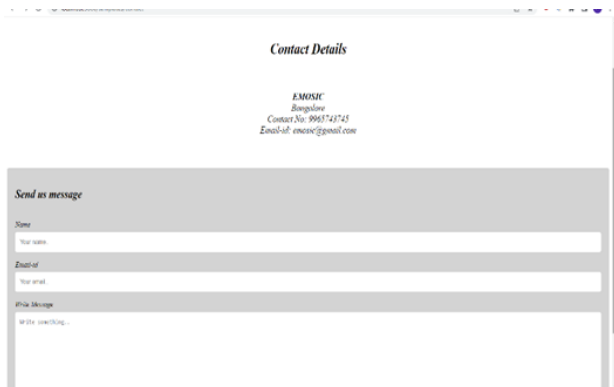 Contact Details
EMOSIC
Bangalore
Contact No: 9965743745
Email-id: emosic@gmail.com
Send us message
Name
Your name.
Email-id
Your email.
Write Message
Write something..